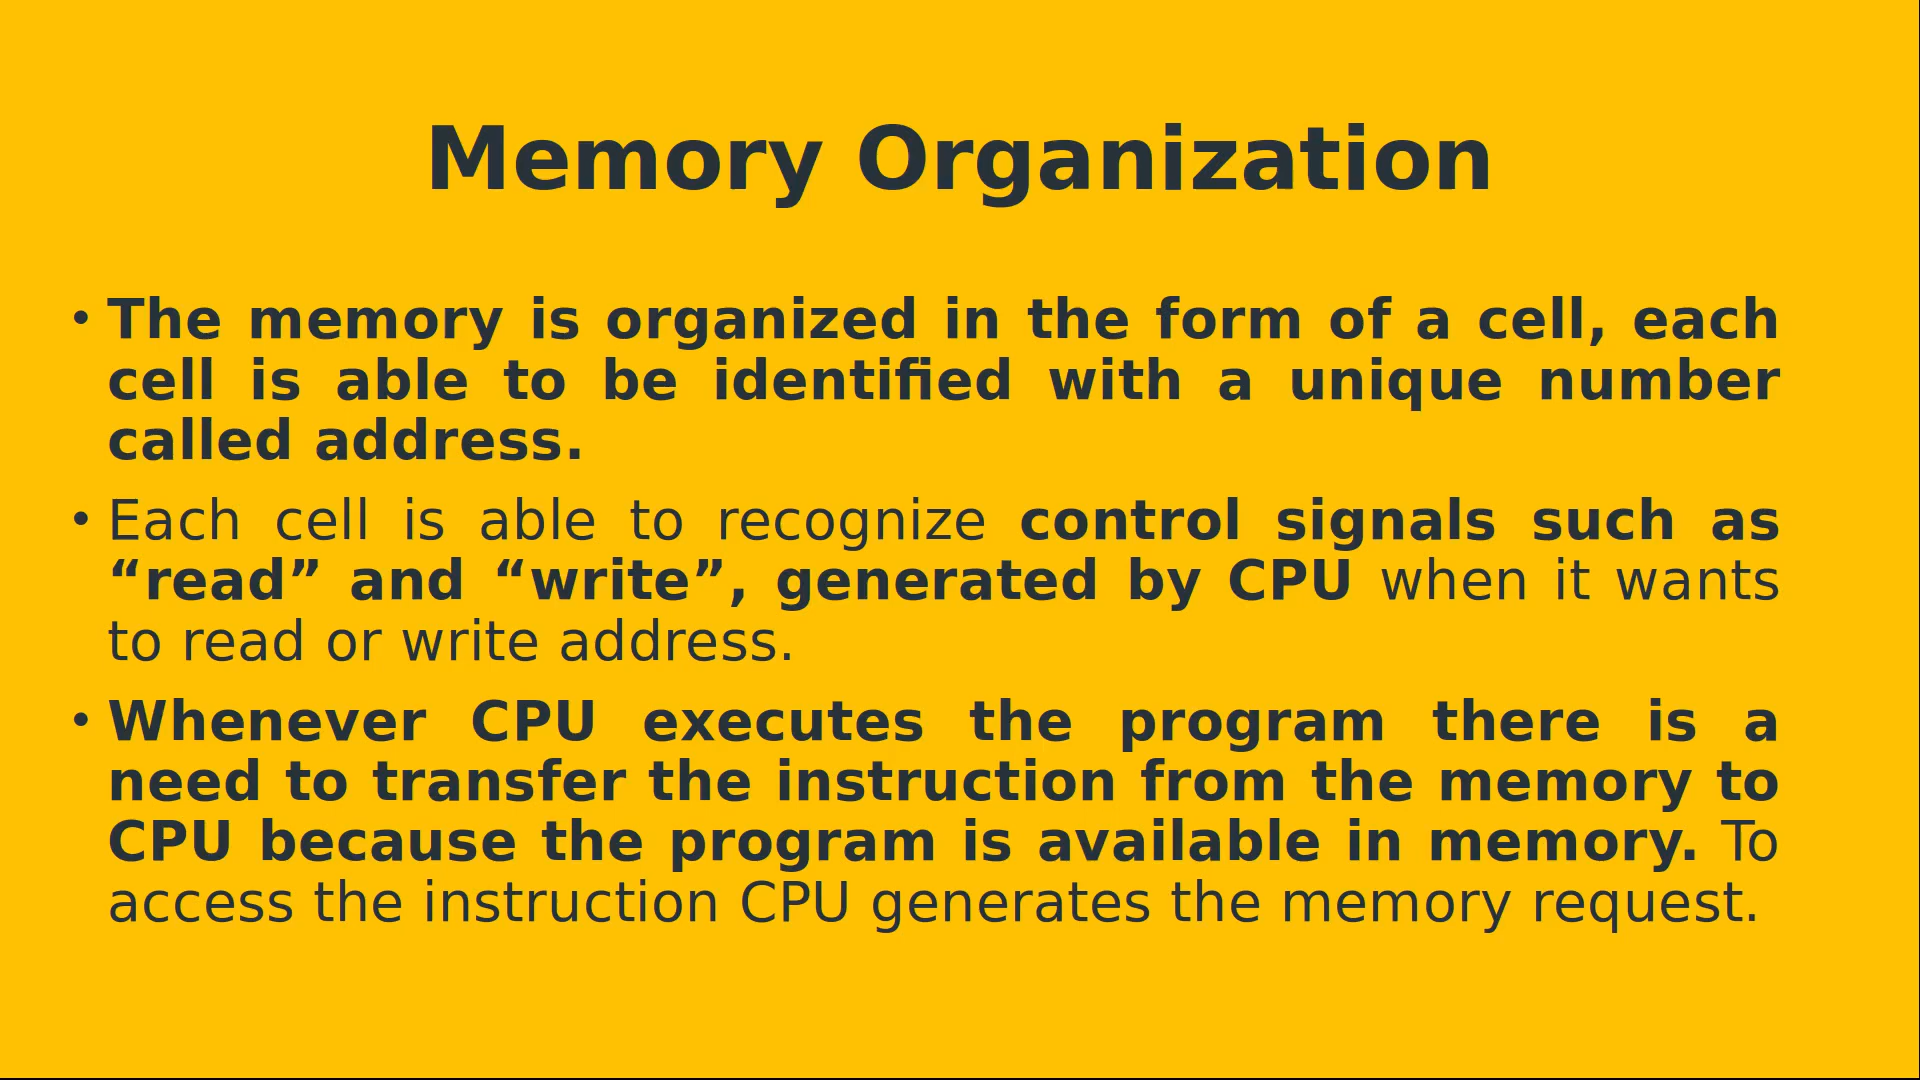 Memory Organization
• The memory is organized in the form of a cell, each
cell is able to be identified with a unique number
called address.
• Each cell is able to recognize control signals such as
“read” and “write”, generated by CPU when it wants
to read or write address.
• Whenever CPU executes the program there is a
need to transfer the instruction from the memory to
CPU because the program is available in memory. To
access the instruction CPU generates the memory request.